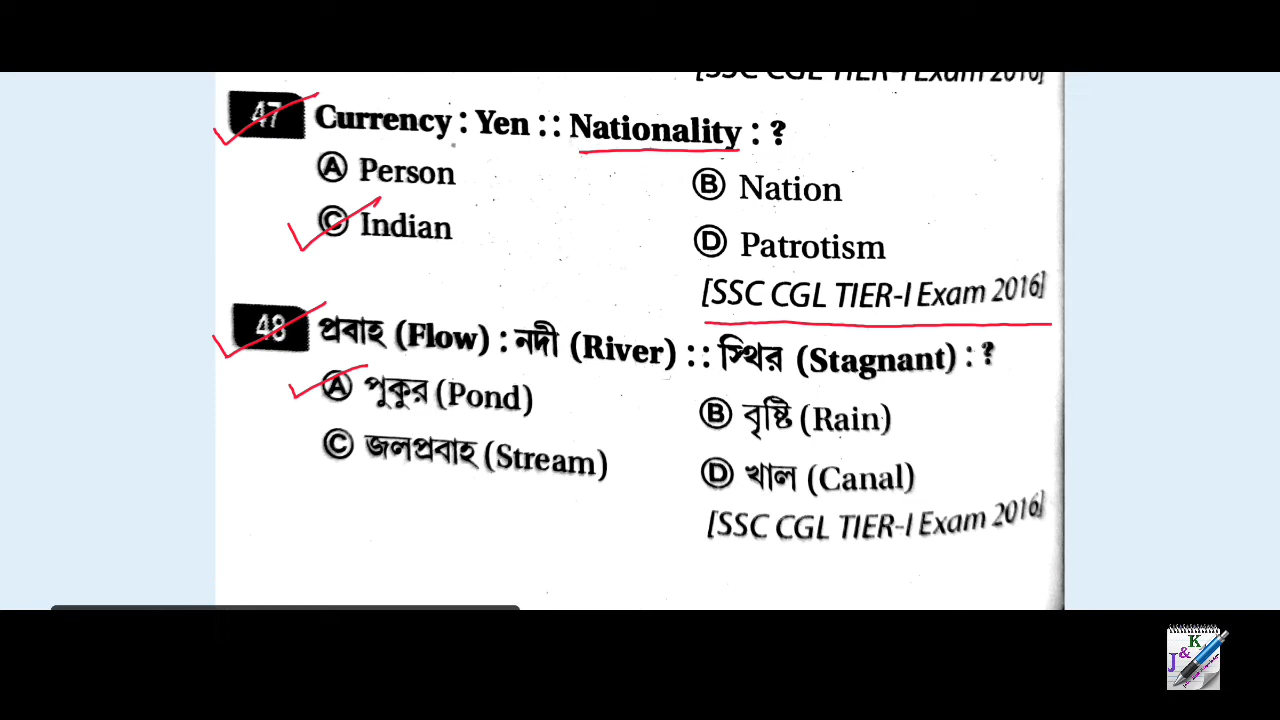 [SSC CGL TIER-I Exam 2016]
47 Currency : Yen :: Nationality : ?
Ⓐ Person Ⓑ Nation
Ⓒ Indian Ⓓ Patrotism
[SSC CGL TIER-I Exam 2016]
48 প্রবাহ (Flow) : নদী (River) :: স্থির (Stagnant) : ?
Ⓐ পুকুর (Pond) Ⓑ বৃষ্টি (Rain)
Ⓒ জলপ্রবাহ (Stream) Ⓓ খাল (Canal)
[SSC CGL TIER-I Exam 2016]
J & K